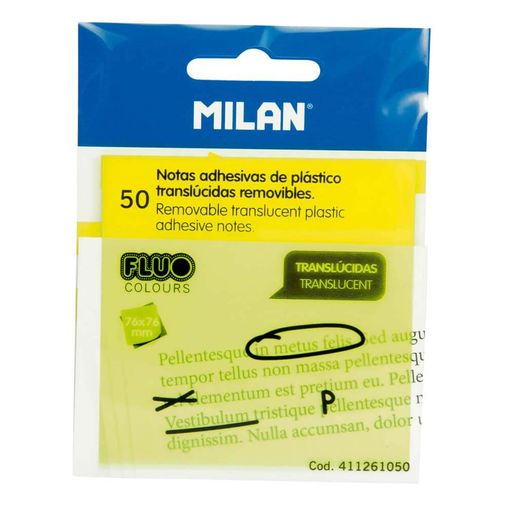 MILAN®
50
Notas adhesivas de plástico
translúcidas removibles.
Removable translucent plastic
adhesive notes.
FLUO
COLOURS
TRANSLÚCIDAS
TRANSLUCENT
76x76
mm
Pellentesque in metus felis. Sed augu
tempor tellus non massa pellentesqu
elementum est pretium eu. Pelle
P
Vestibulum tristique pellentesque
dignissim. Nulla accumsan, dolor u
Cod. 411261050